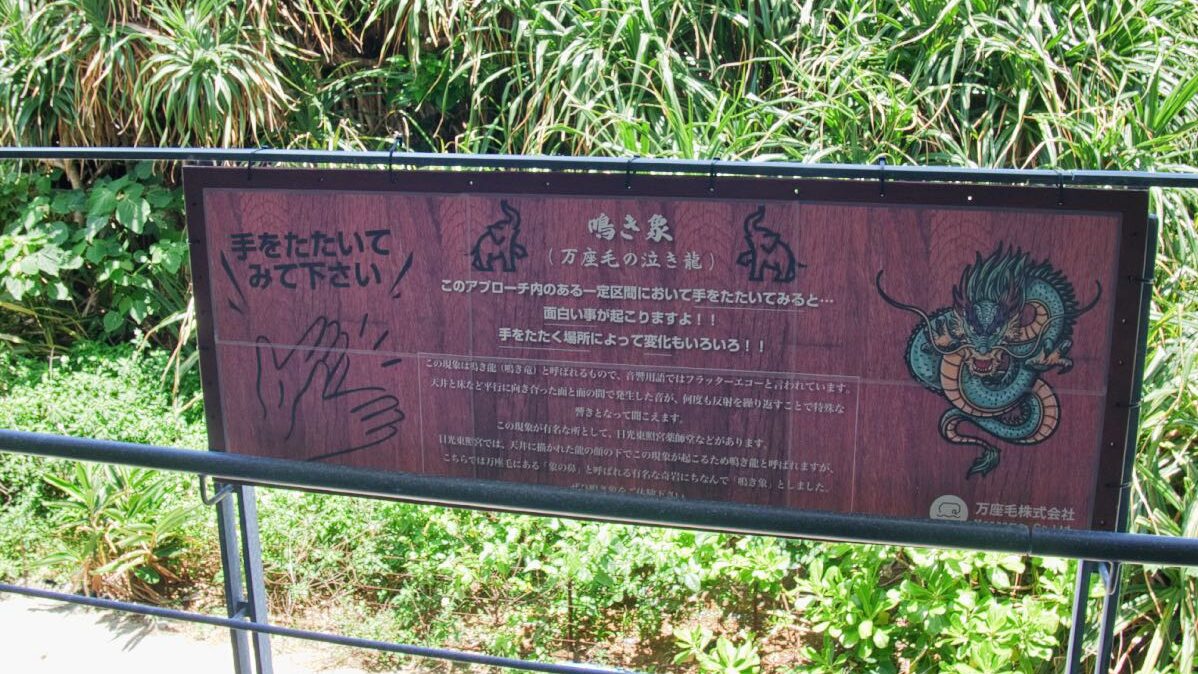 手をたたいて
みて下さい
鳴き象
（万座毛の泣き龍）
このアプローチ内のある一定区間において手をたたいてみると…
面白い事が起こりますよ！！
手をたたく場所によって変化もいろいろ！！
この現象は鳴き龍（鳴き竜）と呼ばれるもので、音響用語ではフラッターエコーと言われています。
天井と床など平行に向き合った面と面の間で発生した音が、何度も反射を繰り返すことで特殊な
響きとなって聞こえます。
この現象が有名な所として、日光東照宮薬師堂などがあります。
日光東照宮では、天井に描かれた龍の顔の下でこの現象が起こるため鳴き龍と呼ばれますが、
こちらでは万座毛にある「象の鼻」と呼ばれる有名な奇岩にちなんで「鳴き象」としました。
ぜひ鳴き象をご体験下さい
万座毛株式会社
Co.,Ltd.